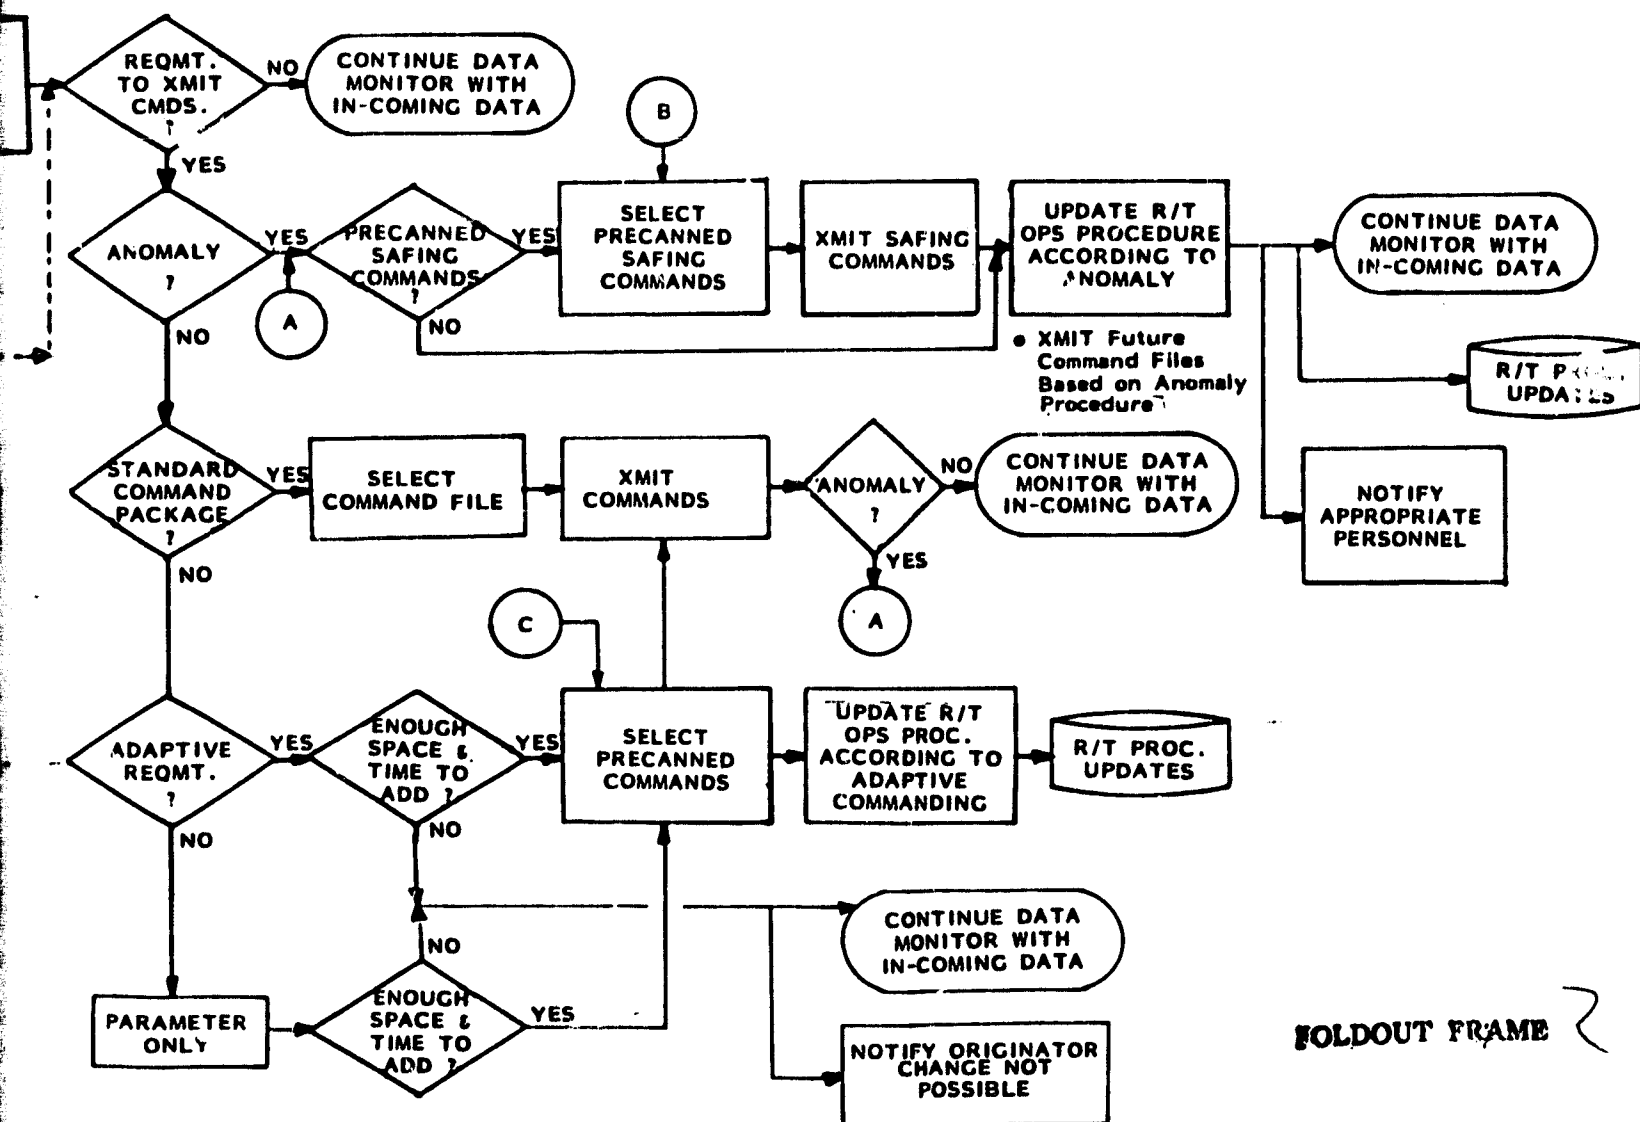 REQMT.
TO XMIT
CMDS.
?
NO
CONTINUE DATA
MONITOR WITH
IN-COMING DATA
YES
B
ANOMALY
?
YES
A
PRECANNED
SAFING
COMMANDS
?
YES
NO
SELECT
PRECANNED
SAFING
COMMANDS
XMIT SAFING
COMMANDS
UPDATE R/T
OPS PROCEDURE
ACCORDING TO
ANOMALY
• XMIT Future
Command Files
Based on Anomaly
Procedure
CONTINUE DATA
MONITOR WITH
IN-COMING DATA
R/T
UPDATES
NOTIFY
APPROPRIATE
PERSONNEL
NO
STANDARD
COMMAND
PACKAGE
?
YES
SELECT
COMMAND FILE
XMIT
COMMANDS
ANOMALY
?
NO
CONTINUE DATA
MONITOR WITH
IN-COMING DATA
YES
A
NO
C
ADAPTIVE
REQMT.
?
YES
ENOUGH
SPACE &
TIME TO
ADD ?
YES
SELECT
PRECANNED
COMMANDS
UPDATE R/T
OPS PROC.
ACCORDING TO
ADAPTIVE
COMMANDING
R/T PROC.
UPDATES
NO
NO
NO
PARAMETER
ONLY
ENOUGH
SPACE &
TIME TO
ADD ?
YES
CONTINUE DATA
MONITOR WITH
IN-COMING DATA
NOTIFY ORIGINATOR
CHANGE NOT
POSSIBLE
FOLDOUT FRAME 2